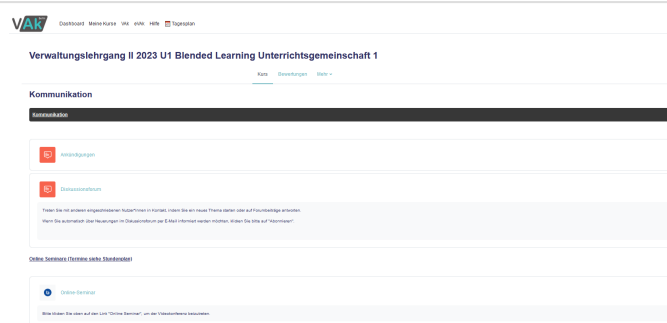 VAk
Dashboard Meine Kurse VAk eVAk Hilfe Tagesplan
Verwaltungslehrgang II 2023 U1 Blended Learning Unterrichtsgemeinschaft 1
Kurs Bewertungen Mehr
Kommunikation
Kommunikation
Ankündigungen
Diskussionsforum
Treten Sie mit anderen eingeschriebenen Nutzer*innen in Kontakt, indem Sie ein neues Thema starten oder auf Forumbeiträge antworten.
Wenn Sie automatisch über Neuerungen im Diskussionsforum per E-Mail informiert werden möchten, klicken Sie bitte auf "Abonnieren".
Online Seminare (Termine siehe Stundenplan)
Online-Seminar
Bitte klicken Sie oben auf den Link "Online Seminar", um der Videokonferenz beizutreten.